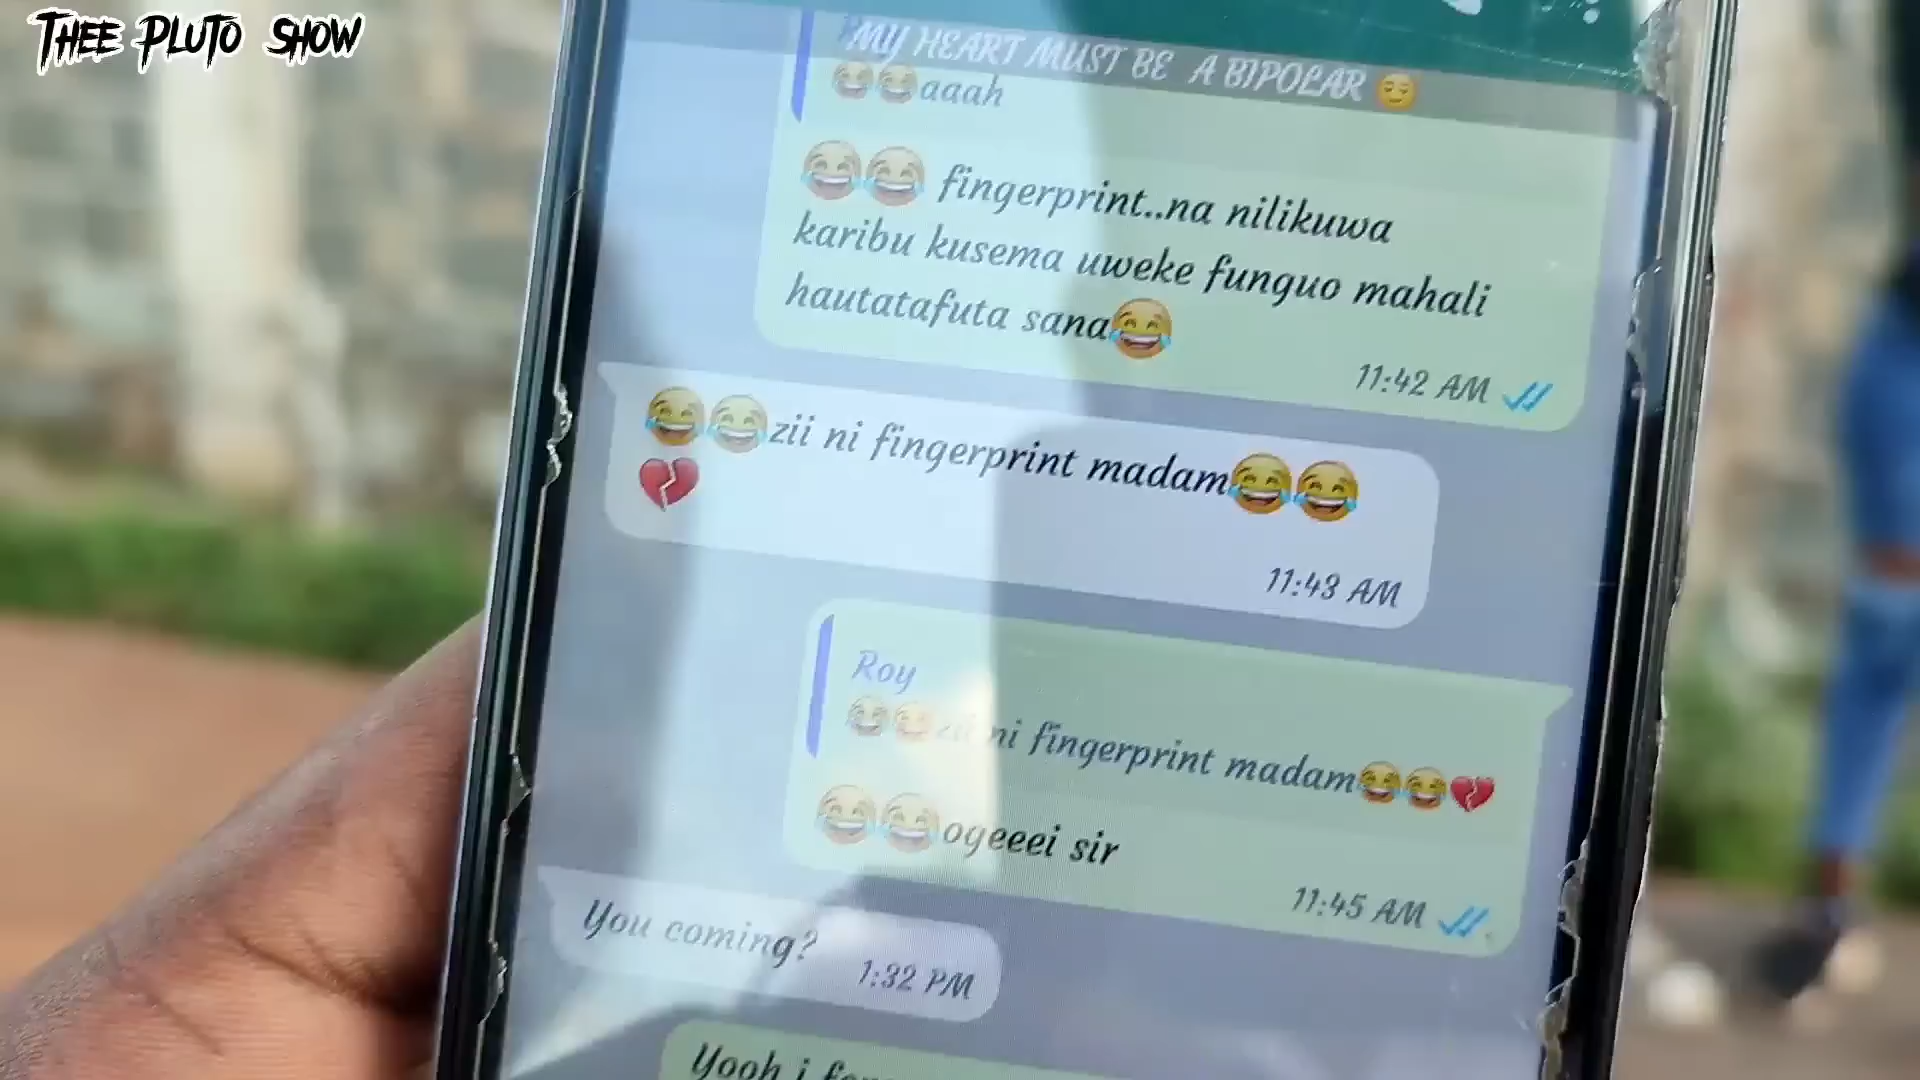 THEE PLUTO SHOW
MY HEART MUST BE A BIPOLAR 😌
😂😂aaah
😂😂 fingerprint..na nilikuwa
karibu kusema uweke funguo mahali
hautatafuta sana😂
11:42 AM
😂😂zii ni fingerprint madam😂😂
💔
11:43 AM
Roy
😂😂zii ni fingerprint madam😂😂💔
😂😂ogeeei sir
11:45 AM
You coming?
1:32 PM
Yooh i